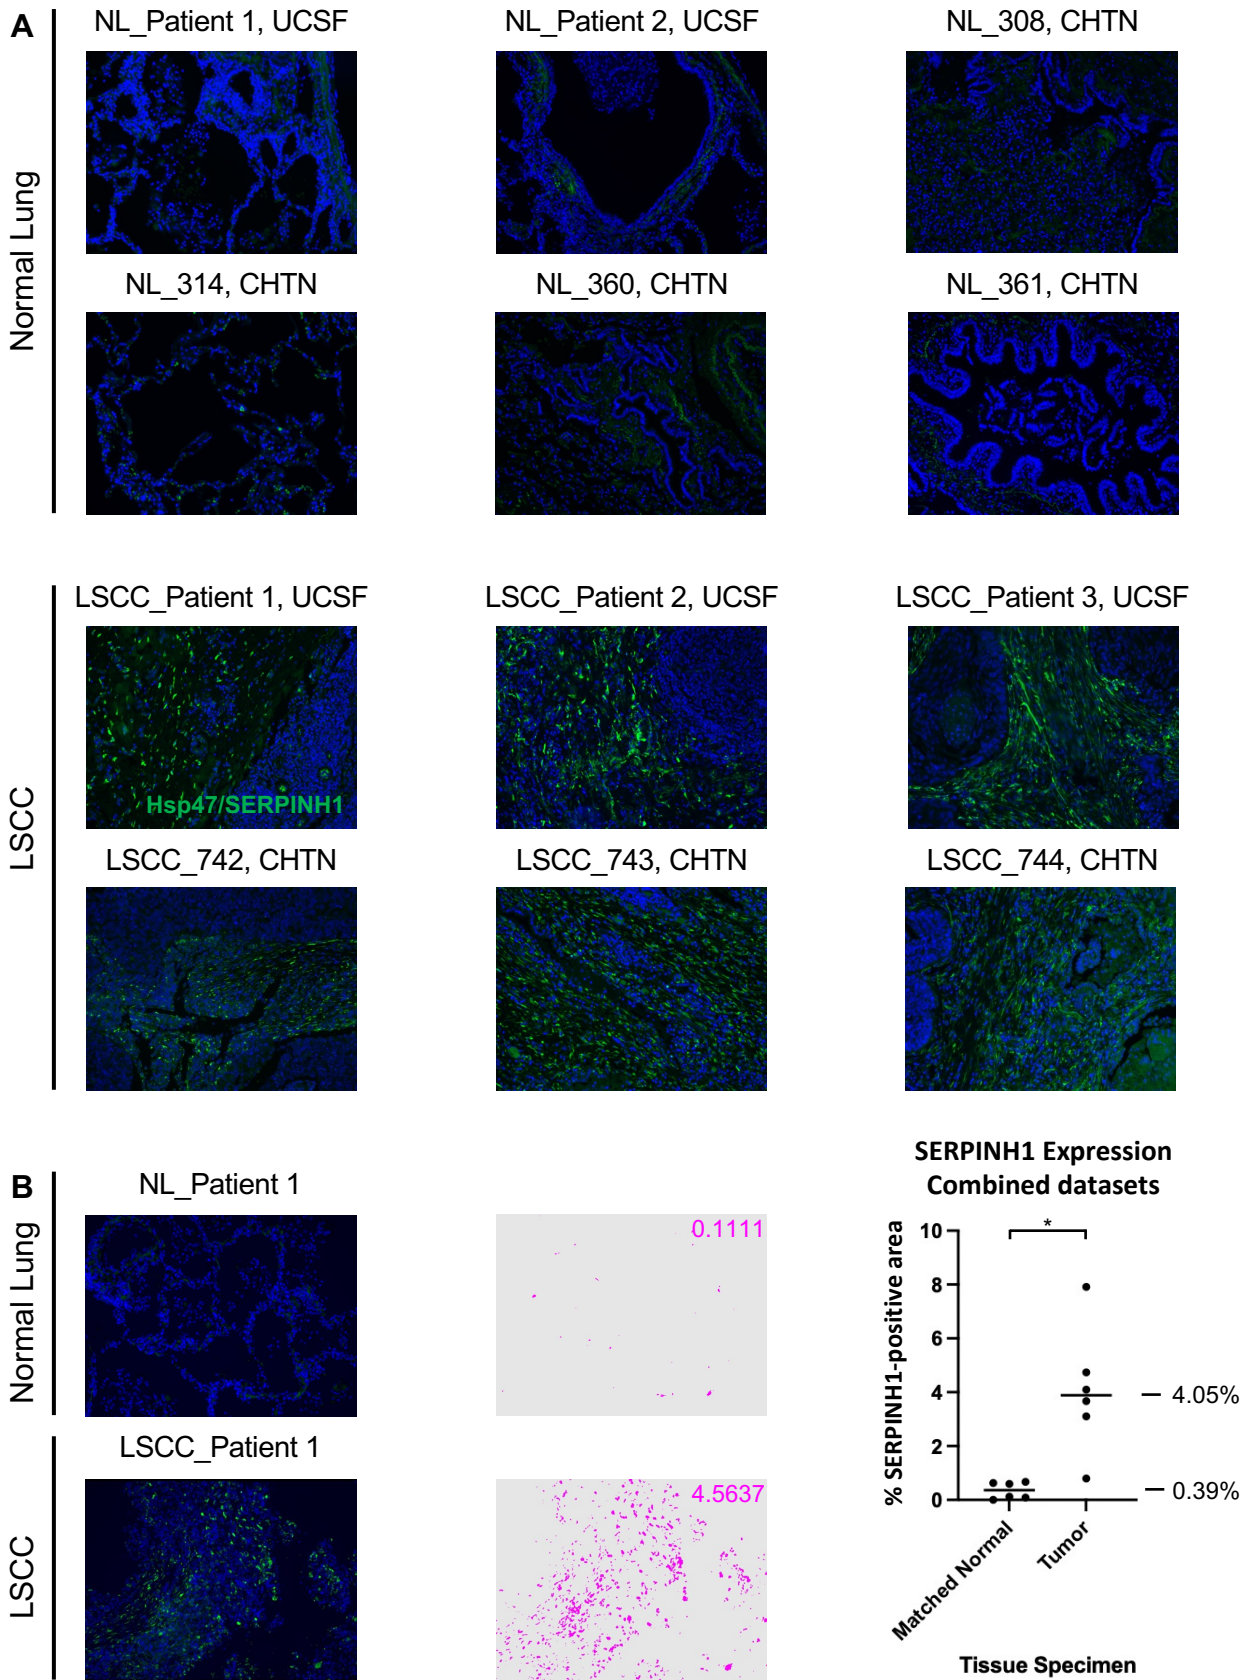 A
NL_Patient 1, UCSF
NL_Patient 2, UCSF
NL_308, CHTN
Normal Lung
NL_314, CHTN
NL_360, CHTN
NL_361, CHTN
LSCC_Patient 1, UCSF
LSCC_Patient 2, UCSF
LSCC_Patient 3, UCSF
LSCC
Hsp47/SERPINH1
LSCC_742, CHTN
LSCC_743, CHTN
LSCC_744, CHTN
B
Normal Lung
NL_Patient 1
0.1111
LSCC
LSCC_Patient 1
4.5637
SERPINH1 Expression
Combined datasets
% SERPINH1-positive area
10
8
6
4
2
0
*
4.05%
0.39%
Matched Normal
Tumor
Tissue Specimen